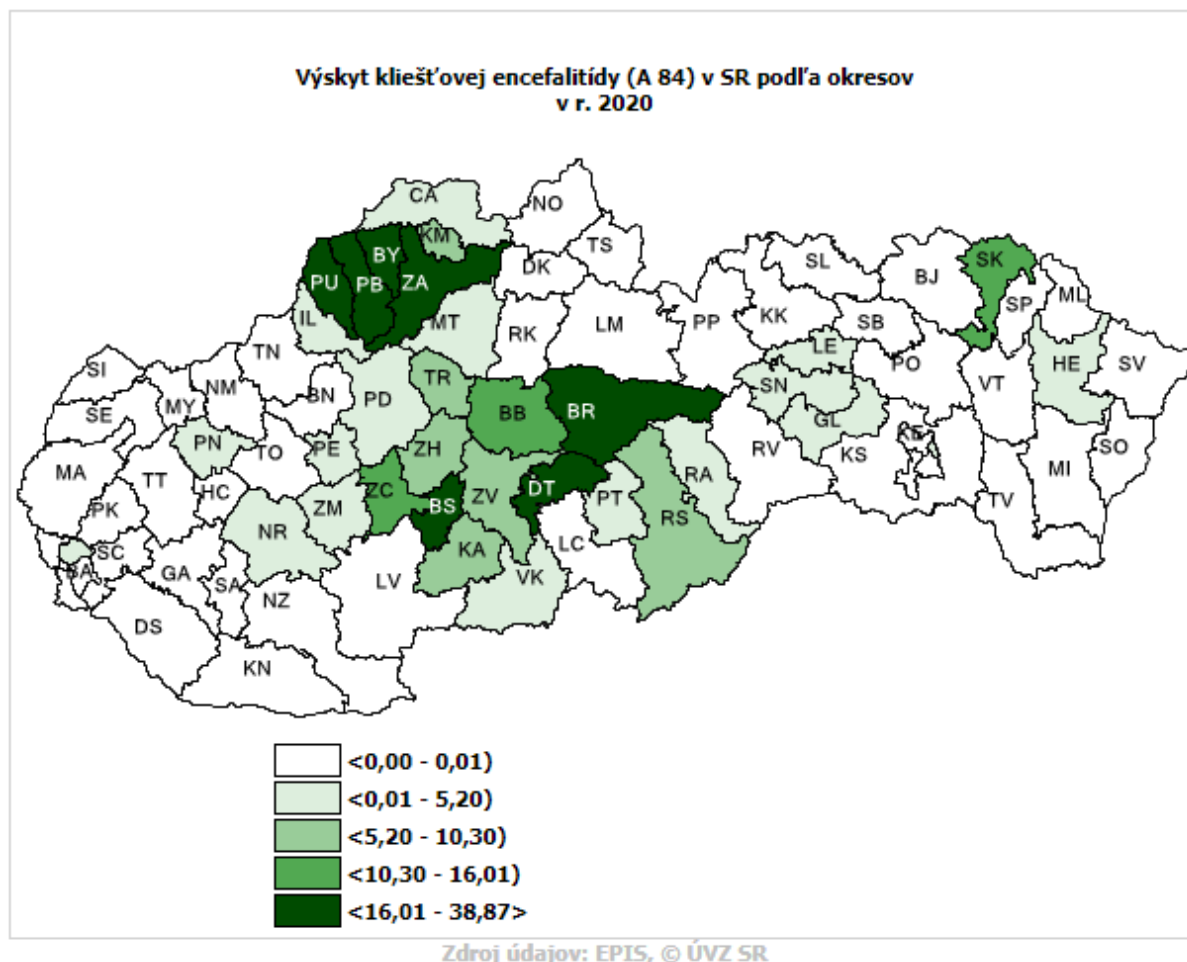 Výskyt kliešťovej encefalitídy (A 84) v SR podľa okresov
v r. 2020
CA
NO
KM
TS
BY
DK
SL
BJ
SK
PU
PB
ZA
ML
SP
IL
MT
RK
LM
PP
KK
SB
TN
LE
PO
HE
SV
SI
NM
BN
PD
TR
SN
VT
SE
MY
BB
BR
GL
PN
TO
PE
ZH
RV
KS
KE
SO
MA
TT
HC
ZC
DT
RA
MI
PK
ZM
BS
ZV
PT
RS
TV
NR
KA
LC
BA
SC
GA
SA
NZ
LV
VK
DS
KN
<0,00 - 0,01)
<0,01 - 5,20)
<5,20 - 10,30)
<10,30 - 16,01)
<16,01 - 38,87>
Zdroj údajov: EPIS, © ÚVZ SR